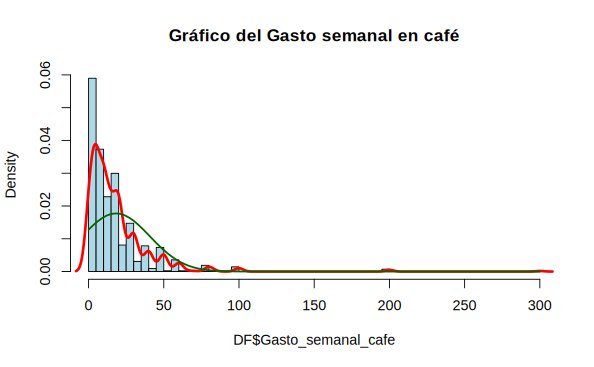 Gráfico del Gasto semanal en café
Density
0.06
0.04
0.02
0.00
0 50 100 150 200 250 300
DF$Gasto_semanal_cafe